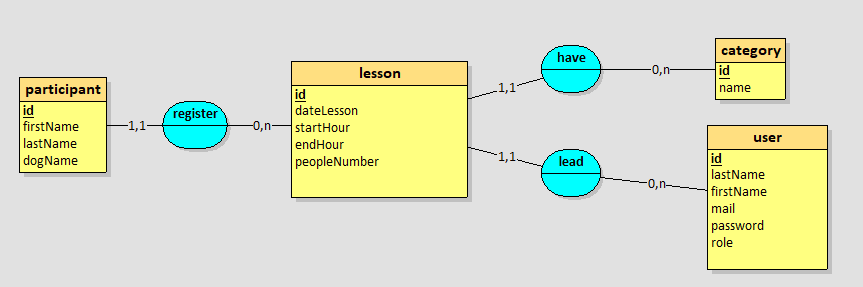 participant
id
firstName
lastName
dogName
1,1
register
0,n
lesson
id
dateLesson
startHour
endHour
peopleNumber
1,1
have
0,n
category
id
name
1,1
lead
0,n
user
id
lastName
firstName
mail
password
role